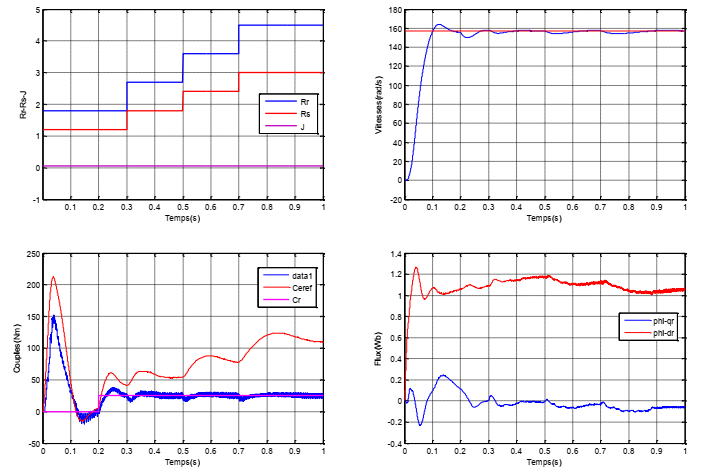 5
4
3
2
1
0
-1
Rr-Rs-J
Rr
Rs
J
0.1 0.2 0.3 0.4 0.5 0.6 0.7 0.8 0.9 1
Temps(s)
180
160
140
120
100
80
60
40
20
0
-20
Vitesses(rad/s)
0 0.1 0.2 0.3 0.4 0.5 0.6 0.7 0.8 0.9 1
Temps(s)
250
200
150
100
50
0
-50
Couples(Nm)
data1
Ceref
Cr
0.1 0.2 0.3 0.4 0.5 0.6 0.7 0.8 0.9 1
Temps(s)
1.4
1.2
1
0.8
0.6
0.4
0.2
0
-0.2
-0.4
Flux(Wb)
phi-qr
phi-dr
0 0.1 0.2 0.3 0.4 0.5 0.6 0.7 0.8 0.9 1
Temps(s)